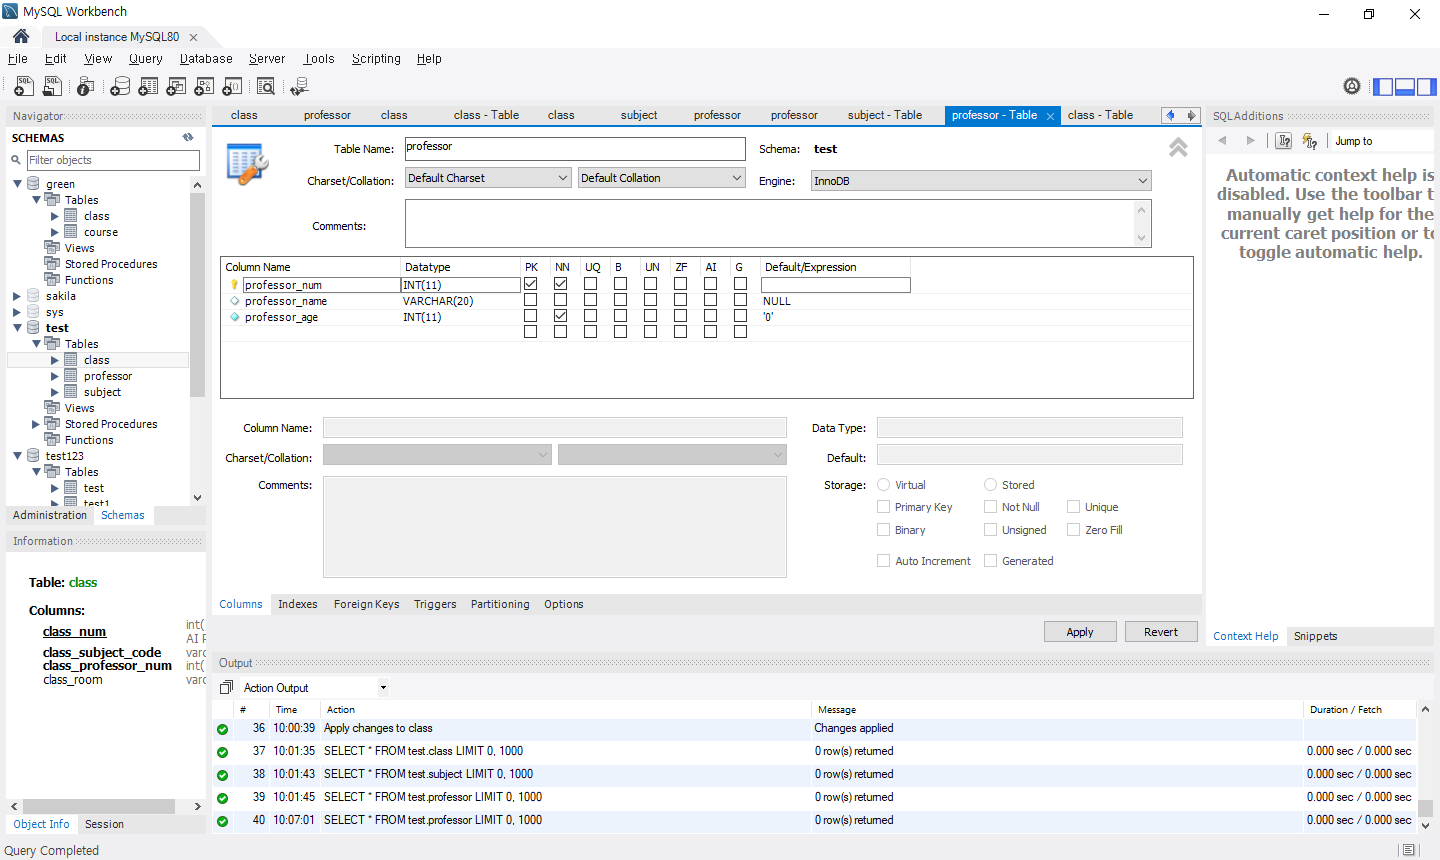 MySQL Workbench
Local instance MySQL80
File Edit View Query Database Server Tools Scripting Help
Navigator
SCHEMAS
Filter objects
green
Tables
class
course
Views
Stored Procedures
Functions
sakila
sys
test
Tables
class
professor
subject
Views
Stored Procedures
Functions
test123
Tables
test
test1
Administration Schemas
Information
Table: class
Columns:
class_num int(
AI P
class_subject_code varc
class_professor_num int(
class_room varc
Object Info Session
class professor class class - Table class subject professor professor subject - Table professor - Table class - Table
Table Name: professor Schema: test
Charset/Collation: Default Charset Default Collation Engine: InnoDB
Comments:
Column Name Datatype PK NN UQ B UN ZF AI G Default/Expression
professor_num INT(11)
professor_name VARCHAR(20) NULL
professor_age INT(11) '0'
Column Name: Data Type:
Charset/Collation: Default:
Comments: Storage: Virtual Stored
Primary Key Not Null Unique
Binary Unsigned Zero Fill
Auto Increment Generated
Columns Indexes Foreign Keys Triggers Partitioning Options
Apply Revert
SQLAdditions
Jump to
Automatic context help is
disabled. Use the toolbar t
manually get help for the
current caret position or to
toggle automatic help.
Context Help Snippets
Output
Action Output
# Time Action Message Duration / Fetch
36 10:00:39 Apply changes to class Changes applied
37 10:01:35 SELECT * FROM test.class LIMIT 0, 1000 0 row(s) returned 0.000 sec / 0.000 sec
38 10:01:43 SELECT * FROM test.subject LIMIT 0, 1000 0 row(s) returned 0.000 sec / 0.000 sec
39 10:01:45 SELECT * FROM test.professor LIMIT 0, 1000 0 row(s) returned 0.000 sec / 0.000 sec
40 10:07:01 SELECT * FROM test.professor LIMIT 0, 1000 0 row(s) returned 0.000 sec / 0.000 sec
Query Completed